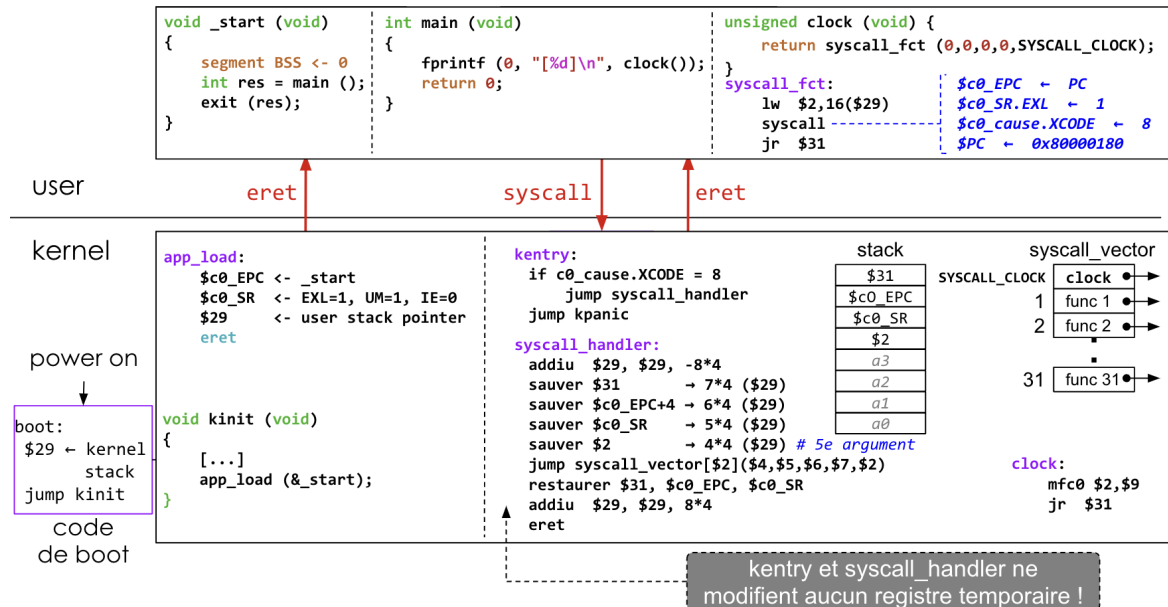 void _start (void)
{
segment BSS <- 0
int res = main ();
exit (res);
}
int main (void)
{
fprintf (0, "[%d]\n", clock());
return 0;
}
unsigned clock (void) {
return syscall_fct (0,0,0,0,SYSCALL_CLOCK);
}
syscall_fct:
lw $2,16($29)
syscall
jr $31
$c0_EPC ← PC
$c0_SR.EXL ← 1
$c0_cause.XCODE ← 8
$PC ← 0x80000180
user
eret
syscall
eret
kernel
app_load:
$c0_EPC <- _start
$c0_SR <- EXL=1, UM=1, IE=0
$29 <- user stack pointer
eret
power on
boot:
$29 ← kernel
stack
jump kinit
code
de boot
void kinit (void)
{
[...]
app_load (&_start);
}
kentry:
if c0_cause.XCODE = 8
jump syscall_handler
jump kpanic
syscall_handler:
addiu $29, $29, -8*4
sauver $31 → 7*4 ($29)
sauver $c0_EPC+4 → 6*4 ($29)
sauver $c0_SR → 5*4 ($29)
sauver $2 → 4*4 ($29) # 5e argument
jump syscall_vector[$2]($4,$5,$6,$7,$2)
restaurer $31, $c0_EPC, $c0_SR
addiu $29, $29, 8*4
eret
stack
$31
$cO_EPC
$c0_SR
$2
a3
a2
a1
a0
syscall_vector
SYSCALL_CLOCK clock
1 func 1
2 func 2
31 func 31
clock:
mfc0 $2,$9
jr $31
kentry et syscall_handler ne
modifient aucun registre temporaire !